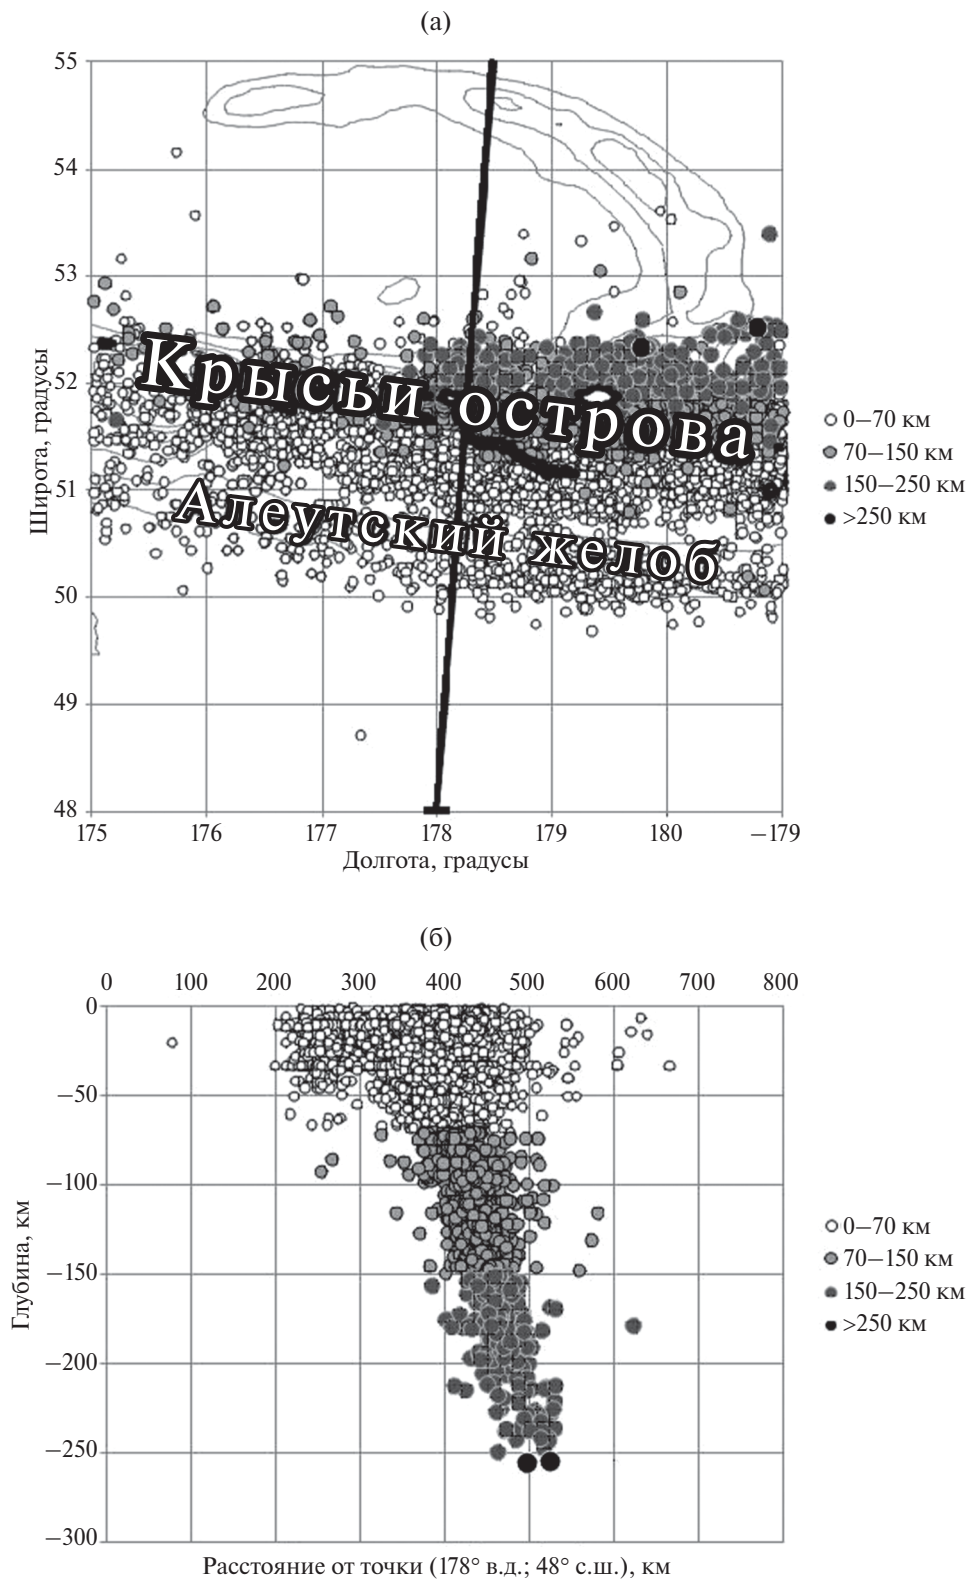 (а)
55
54
53
52
51
50
49
48
Широта, градусы
Крысьи острова
Алеутский желоб
0–70 км
70–150 км
150–250 км
>250 км
175 176 177 178 179 180 –179
Долгота, градусы
(б)
0 100 200 300 400 500 600 700 800
0
–50
–100
–150
–200
–250
–300
Глубина, км
0–70 км
70–150 км
150–250 км
>250 км
Расстояние от точки (178° в.д.; 48° с.ш.), км